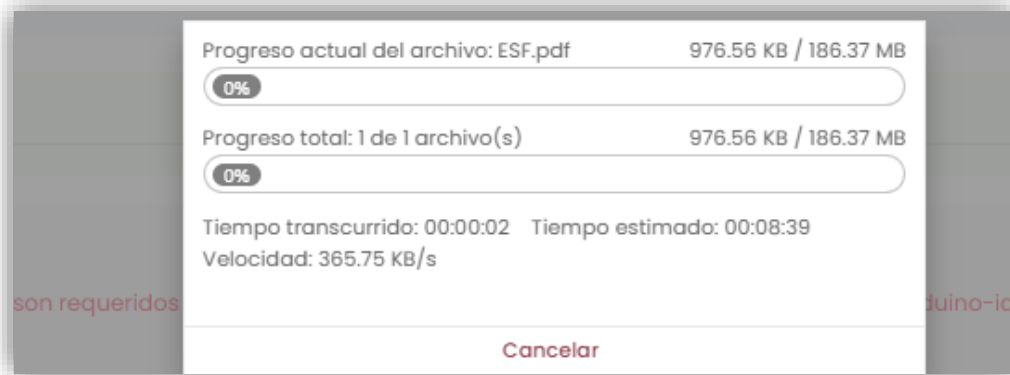 Progreso actual del archivo: ESF.pdf 976.56 KB / 186.37 MB
0%
Progreso total: 1 de 1 archivo(s) 976.56 KB / 186.37 MB
0%
Tiempo transcurrido: 00:00:02 Tiempo estimado: 00:08:39
Velocidad: 365.75 KB/s
son requeridos duino-ic
Cancelar